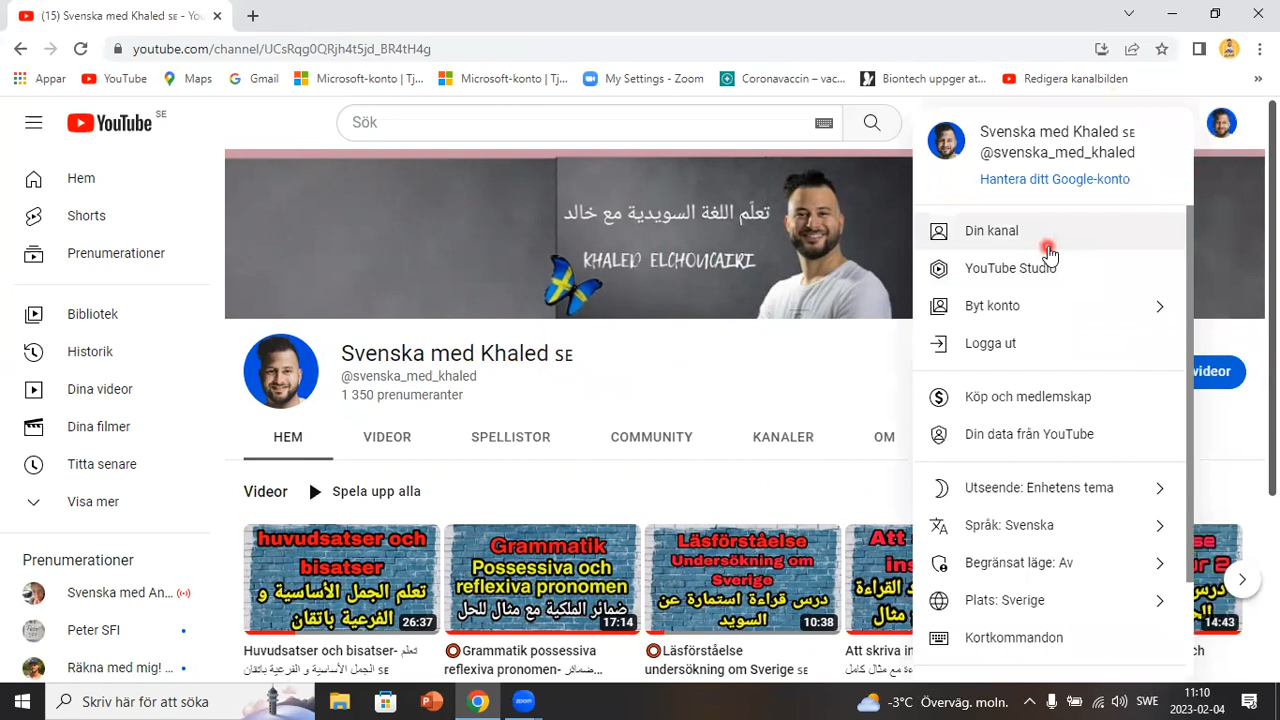 (15) Svenska med Khaled SE - Yo
youtube.com/channel/UCsRqg0QRjh4t5jd_BR4tH4g
Appar
YouTube
Maps
Gmail
Microsoft-konto | Tj...
Microsoft-konto | Tj...
My Settings - Zoom
Coronavaccin – vac...
Biontech uppger at...
Redigera kanalbilden
»
YouTube SE
Sök
Hem
Shorts
Prenumerationer
Bibliotek
Historik
Dina videor
Dina filmer
Titta senare
Visa mer
Prenumerationer
Svenska med An...
Peter SFI
Räkna med mig!
تعلّم اللغة السويدية مع خالد
KHALED ELCHOUCAIRI
Svenska med Khaled SE
@svenska_med_khaled
1 350 prenumeranter
videor
HEM
VIDEOR
SPELLISTOR
COMMUNITY
KANALER
OM
Videor
Spela upp alla
huvudsatser och
bisatser
تعلم الجمل الأساسية و
الفرعية باتقان
26:37
Huvudsatser och bisatser- تعلم
الجمل الأساسية و الفرعية باتقان SE
Grammatik
Possessiva och
reflexiva pronomen
ضمائر الملكية مع مثال للحل
17:14
Grammatik possessiva
reflexiva pronomen- ضمائر...
Läsförståelse
Undersökning om
Sverige
درس قراءة استمارة عن
السويد
10:38
Läsförståelse
undersökning om Sverige SE
Att
ins
القراءة
مثال
Att skriva in
مع مثال كامل
2
14:43
Svenska med Khaled SE
@svenska_med_khaled
Hantera ditt Google-konto
Din kanal
YouTube Studio
Byt konto
Logga ut
Köp och medlemskap
Din data från YouTube
Utseende: Enhetens tema
Språk: Svenska
Begränsat läge: Av
Plats: Sverige
Kortkommandon
Skriv här för att söka
-3°C Överväg. moln.
SWE
11:10
2023-02-04